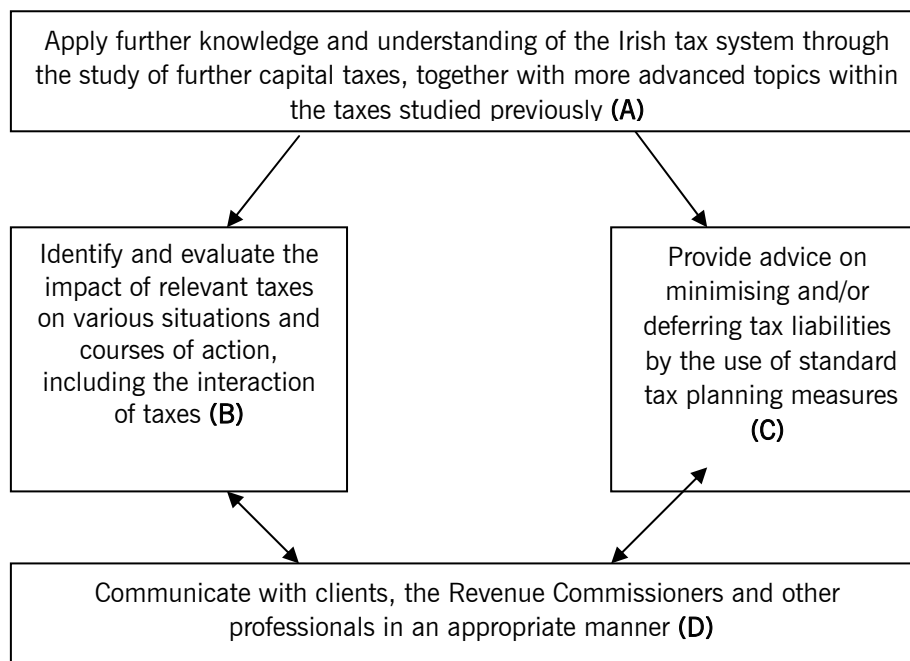 Apply further knowledge and understanding of the Irish tax system through
the study of further capital taxes, together with more advanced topics within
the taxes studied previously (A)
Identify and evaluate the
impact of relevant taxes
on various situations and
courses of action,
including the interaction
of taxes (B)
Provide advice on
minimising and/or
deferring tax liabilities
by the use of standard
tax planning measures
(C)
Communicate with clients, the Revenue Commissioners and other
professionals in an appropriate manner (D)